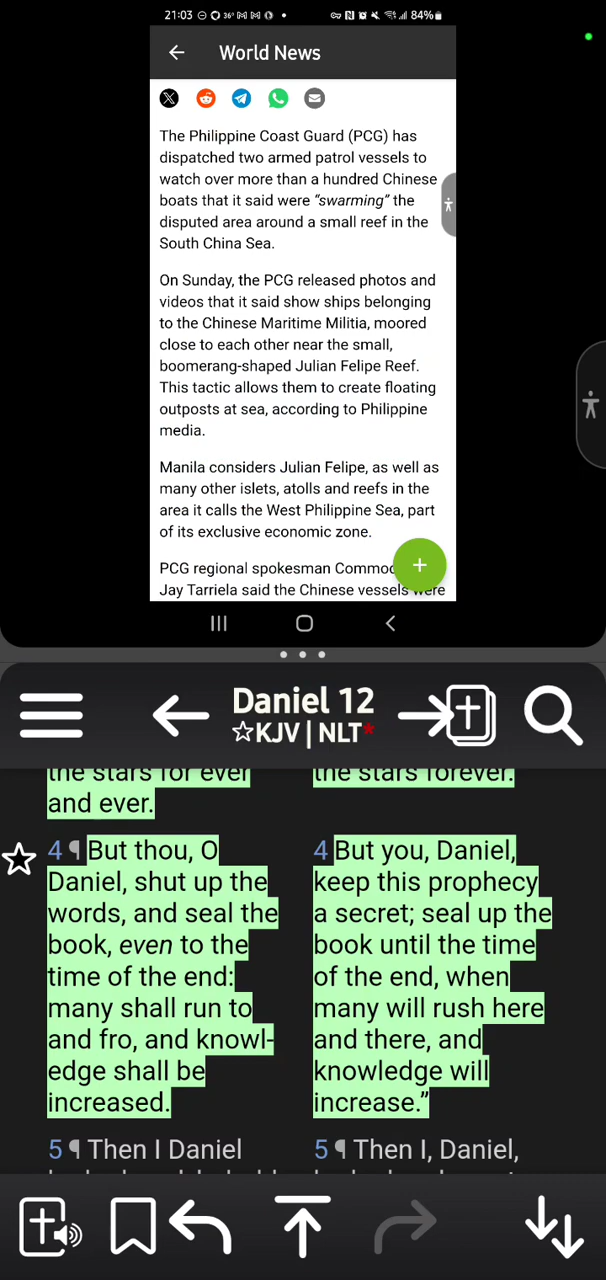 21:03 36° 84%
World News
The Philippine Coast Guard (PCG) has
dispatched two armed patrol vessels to
watch over more than a hundred Chinese
boats that it said were “swarming” the
disputed area around a small reef in the
South China Sea.
On Sunday, the PCG released photos and
videos that it said show ships belonging
to the Chinese Maritime Militia, moored
close to each other near the small,
boomerang-shaped Julian Felipe Reef.
This tactic allows them to create floating
outposts at sea, according to Philippine
media.
Manila considers Julian Felipe, as well as
many other islets, atolls and reefs in the
area it calls the West Philippine Sea, part
of its exclusive economic zone.
PCG regional spokesman
Jay Tarriela said the Chinese vessels were
Daniel 12
☆KJV | NLT*
the stars for ever
and ever.
4 ¶ But thou, O
Daniel, shut up the
words, and seal the
book, even to the
time of the end:
many shall run to
and fro, and knowl-
edge shall be
increased.
5 ¶ Then I Daniel
the stars forever.
4 But you, Daniel,
keep this prophecy
a secret; seal up the
book until the time
of the end, when
many will rush here
and there, and
knowledge will
increase.”
5 ¶ Then I, Daniel,